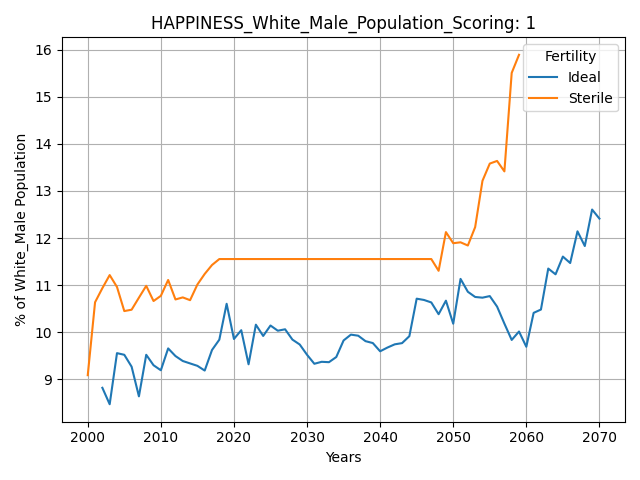 HAPPINESS_White_Male_Population_Scoring: 1
% of White_Male Population
16
15
14
13
12
11
10
9
Fertility
Ideal
Sterile
2000 2010 2020 2030 2040 2050 2060 2070
Years